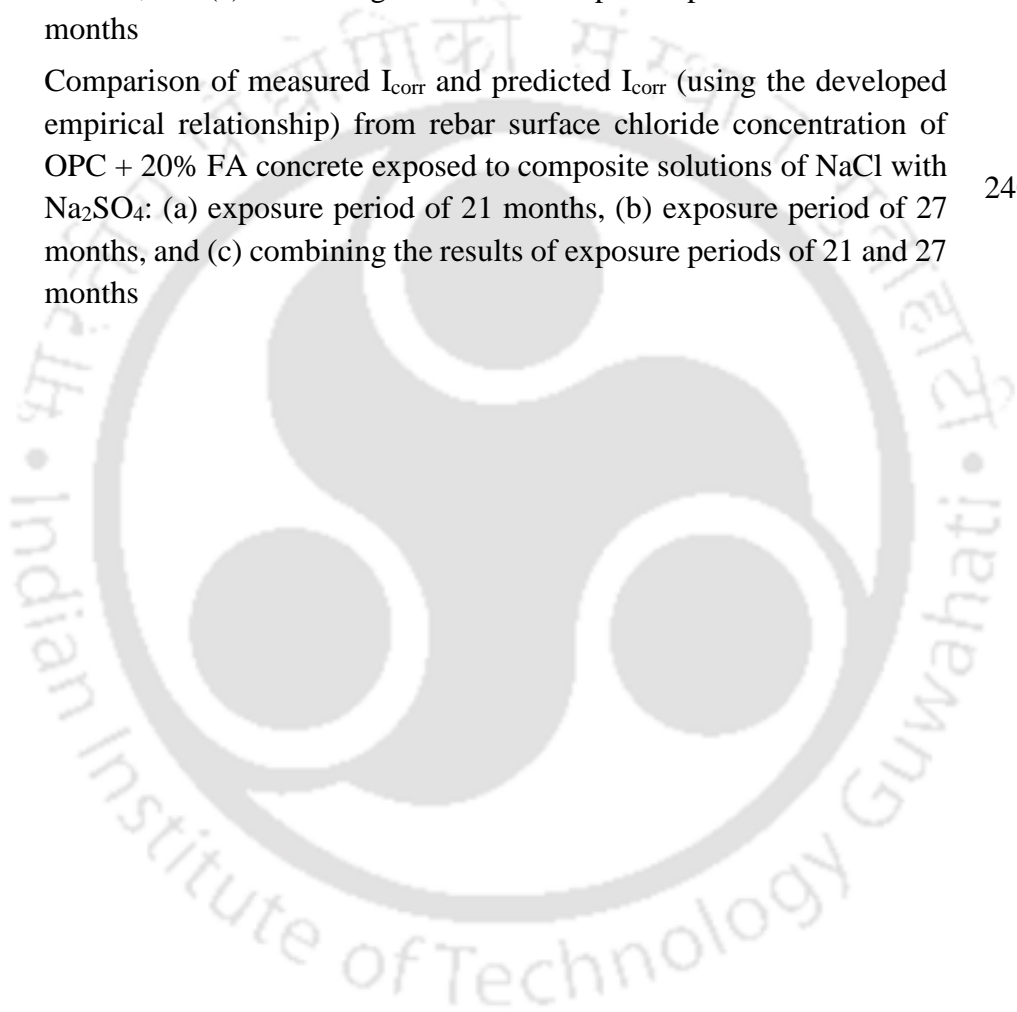 months
Comparison of measured Icorr and predicted Icorr (using the developed
empirical relationship) from rebar surface chloride concentration of
OPC + 20% FA concrete exposed to composite solutions of NaCl with
Na2SO4: (a) exposure period of 21 months, (b) exposure period of 27
months, and (c) combining the results of exposure periods of 21 and 27
months
24
Indian Institute of Technology Guwahati